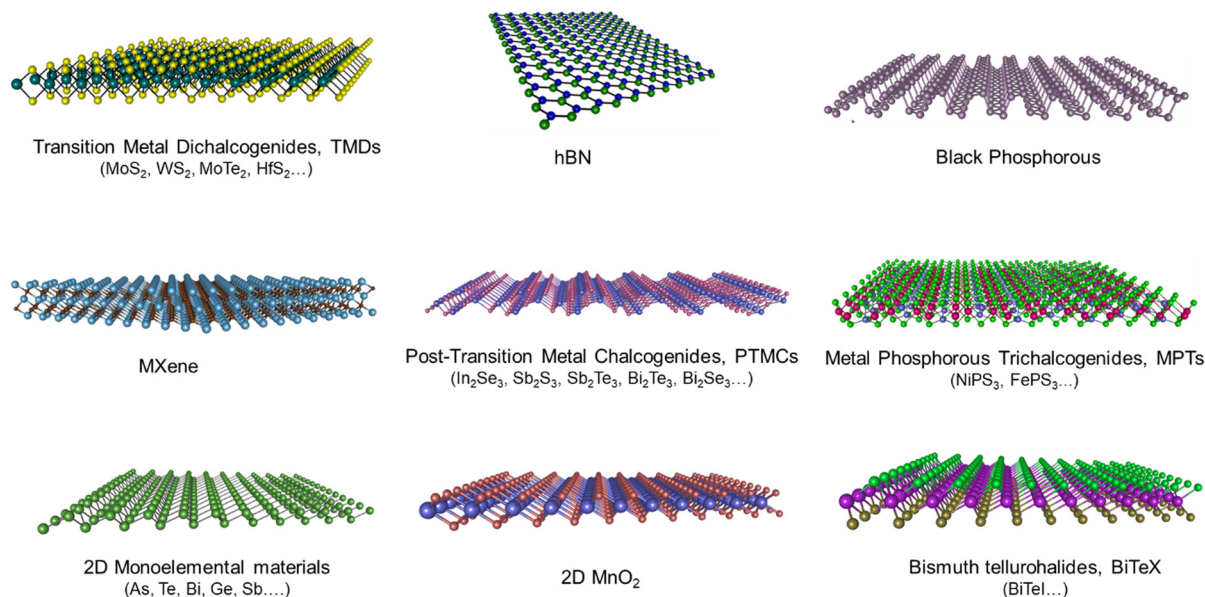 Transition Metal Dichalcogenides, TMDs
(MoS₂, WS₂, MoTe₂, HfS₂...)
hBN
Black Phosphorous
MXene
Post-Transition Metal Chalcogenides, PTMCs
(In₂Se₃, Sb₂S₃, Sb₂Te₃, Bi₂Te₃, Bi₂Se₃...)
Metal Phosphorous Trichalcogenides, MPTs
(NiPS₃, FePS₃...)
2D Monoelemental materials
(As, Te, Bi, Ge, Sb....)
2D MnO₂
Bismuth tellurohalides, BiTeX
(BiTeI...)